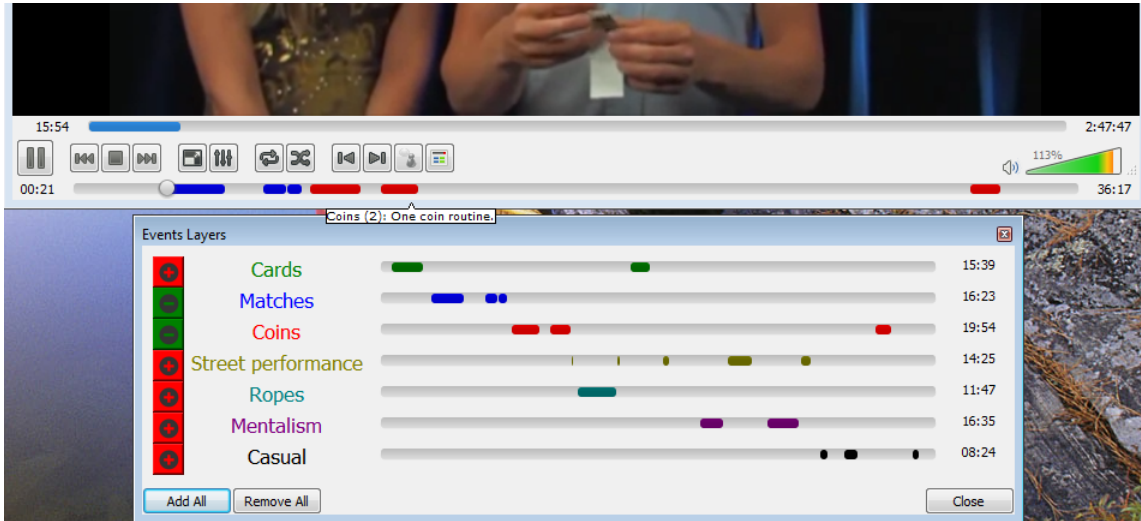 15:54 2:47:47
113%
00:21 36:17
Coins (2): One coin routine.
Events Layers
Cards 15:39
Matches 16:23
Coins 19:54
Street performance 14:25
Ropes 11:47
Mentalism 16:35
Casual 08:24
Add All Remove All Close